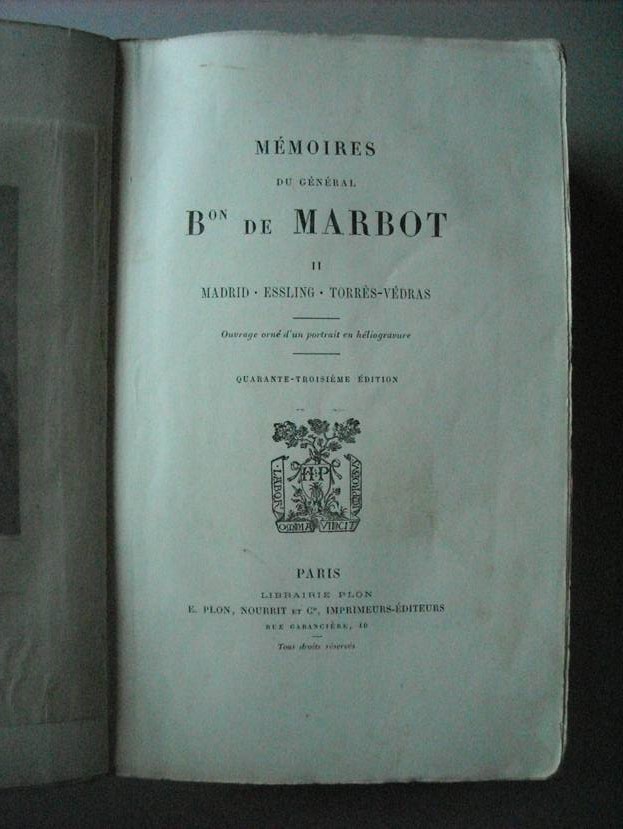 MÉMOIRES
DU GÉNÉRAL
BON DE MARBOT
II
MADRID · ESSLING · TORRÈS-VÉDRAS
Ouvrage orné d'un portrait en héliogravure
QUARANTE-TROISIÈME ÉDITION
H P
LABOR
OMNIA VINCIT
IMPROBUS
PARIS
LIBRAIRIE PLON
E. PLON, NOURRIT ET Cie, IMPRIMEURS-ÉDITEURS
RUE GARANCIÈRE, 10
Tous droits réservés